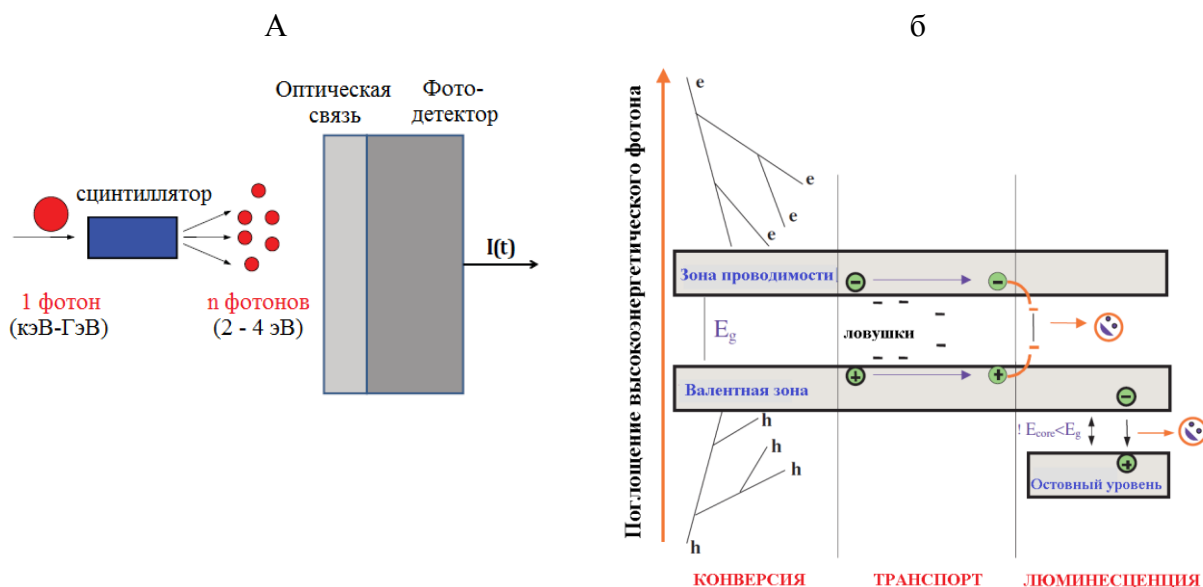 А
Оптическая
связь
Фото-
детектор
сцинтиллятор
I(t)
1 фотон
(кэВ-ГэВ)
n фотонов
(2 - 4 эВ)
б
Поглощение высокоэнергетического фотона
e
e
e
e
Зона проводимости
Eg
ловушки
Валентная зона
h
h
h
h
! Ecore<Eg
Остовный уровень
КОНВЕРСИЯ
ТРАНСПОРТ
ЛЮМИНЕСЦЕНЦИЯ